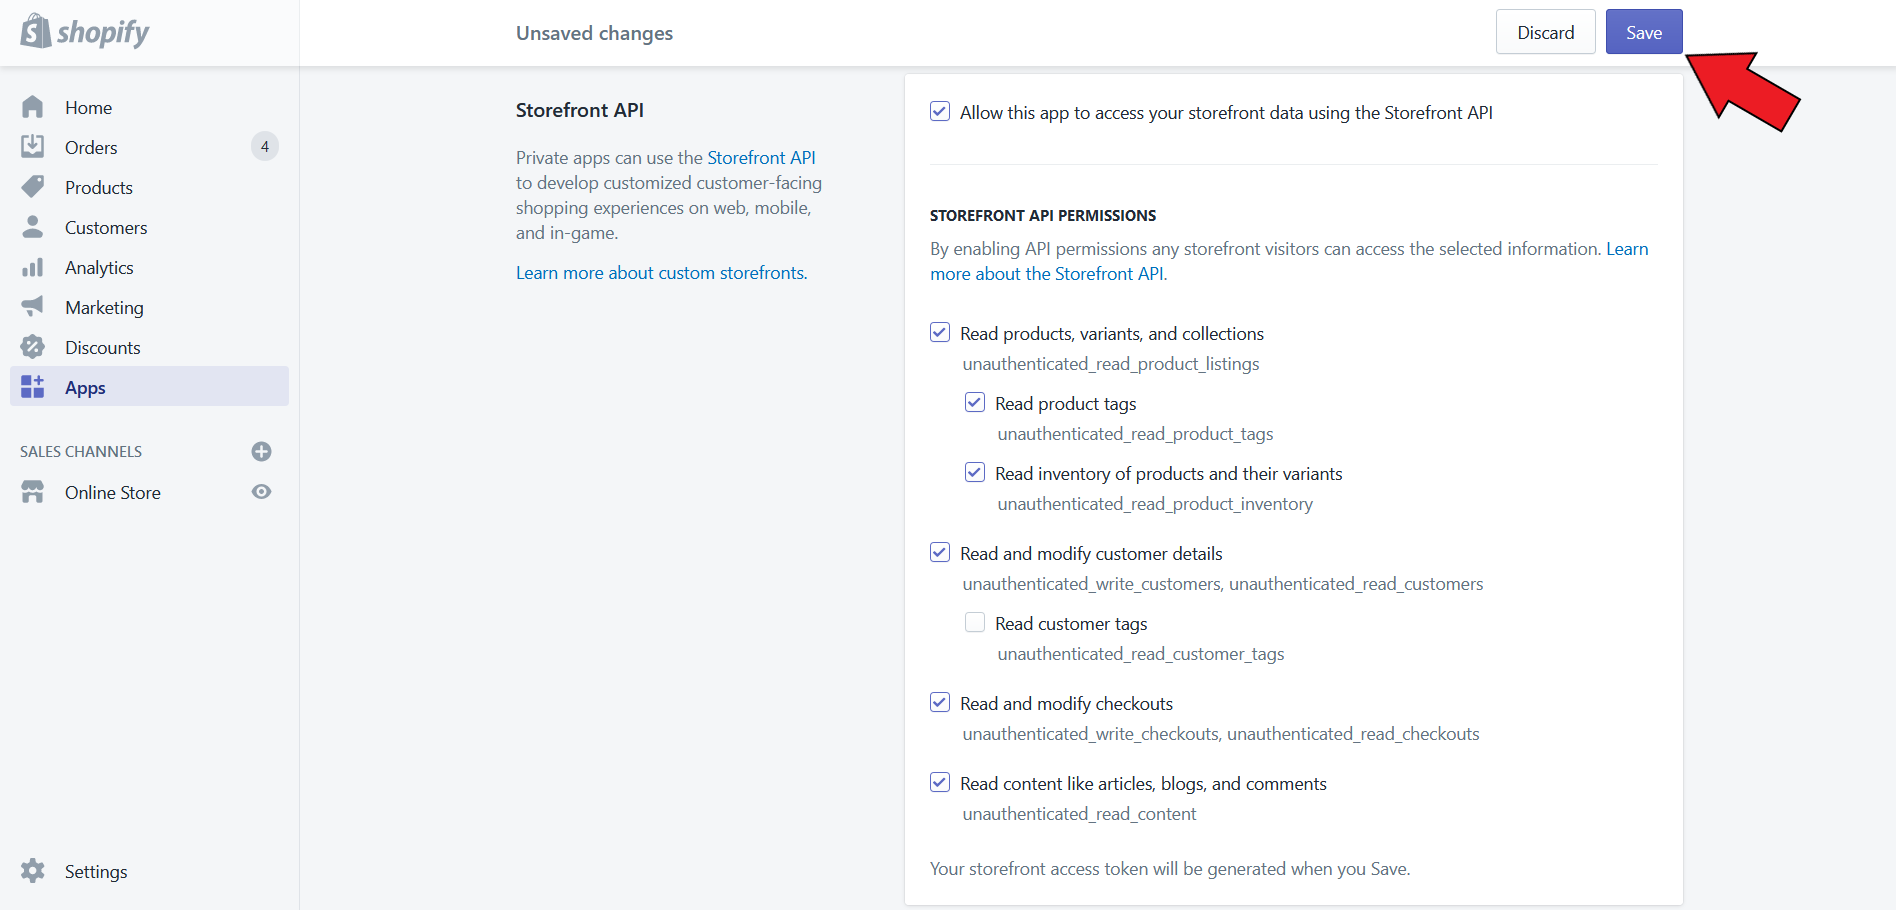 shopify
Unsaved changes
Discard
Save
Home
Orders
4
Products
Customers
Analytics
Marketing
Discounts
Apps
SALES CHANNELS
Online Store
Settings
Storefront API
Private apps can use the Storefront API
to develop customized customer-facing
shopping experiences on web, mobile,
and in-game.
Learn more about custom storefronts.
Allow this app to access your storefront data using the Storefront API
STOREFRONT API PERMISSIONS
By enabling API permissions any storefront visitors can access the selected information. Learn
more about the Storefront API.
Read products, variants, and collections
unauthenticated_read_product_listings
Read product tags
unauthenticated_read_product_tags
Read inventory of products and their variants
unauthenticated_read_product_inventory
Read and modify customer details
unauthenticated_write_customers, unauthenticated_read_customers
Read customer tags
unauthenticated_read_customer_tags
Read and modify checkouts
unauthenticated_write_checkouts, unauthenticated_read_checkouts
Read content like articles, blogs, and comments
unauthenticated_read_content
Your storefront access token will be generated when you Save.